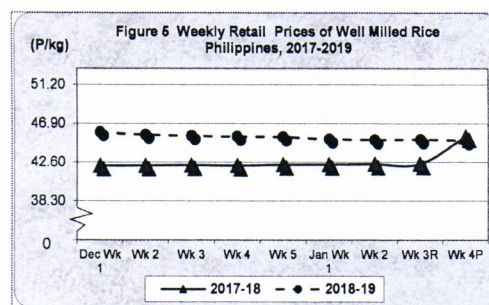 Figure 5 Weekly Retail Prices of Well Milled Rice
Philippines, 2017-2019
(P/kg)
51.20
46.90
42.60
38.30
0
Dec Wk 1
Wk 2
Wk 3
Wk 4
Wk 5
Jan Wk 1
Wk 2
Wk 3R
Wk 4P
2017-18
2018-19